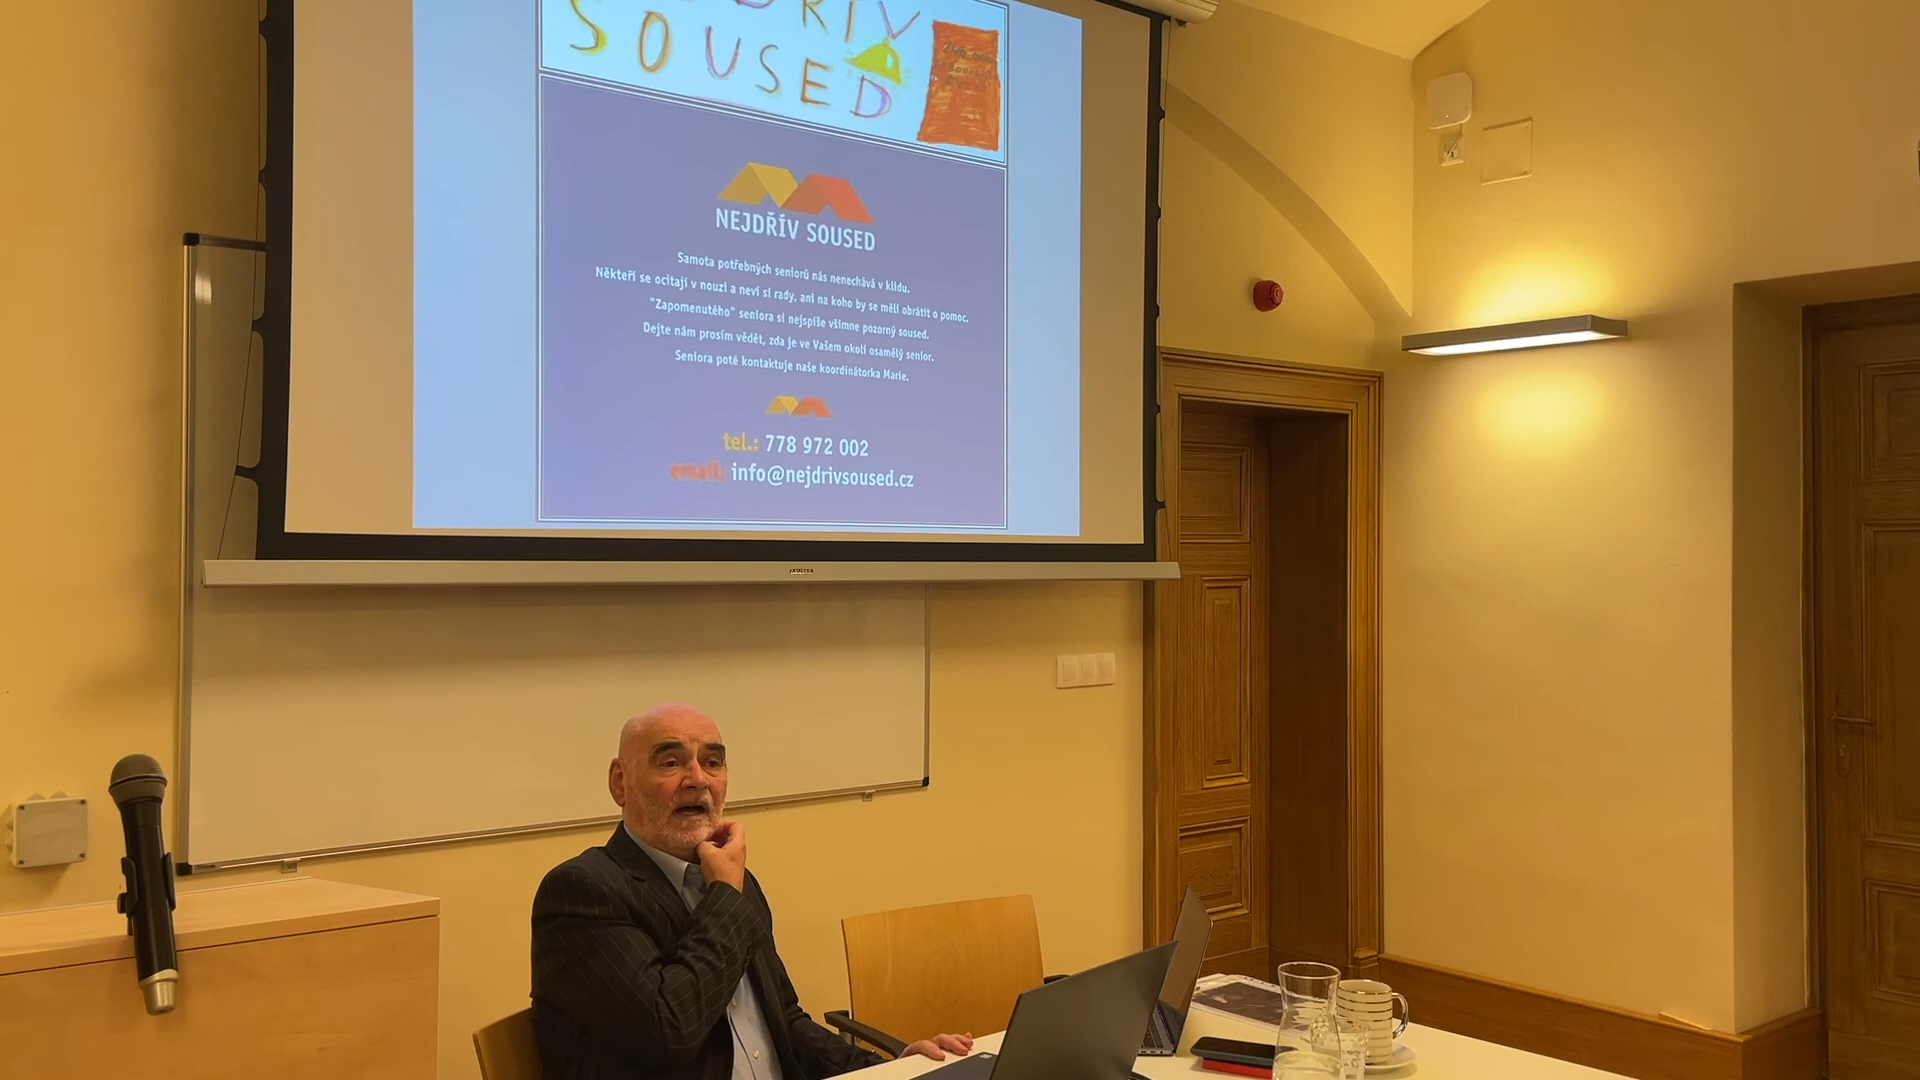 SOUSED
NEJDŘÍV SOUSED
Samota potřebných seniorů nás nenechává v klidu.
Někteří se ocitají v nouzi a neví si rady, ani na koho by se měli obrátit o pomoc.
"Zapomenutého" seniora si nejspíše všimne pozorný soused.
Dejte nám prosím vědět, zda je ve Vašem okolí osamělý senior.
Seniora poté kontaktuje naše koordinátorka Marie.
tel.: 778 972 002
email: info@nejdrivsoused.cz